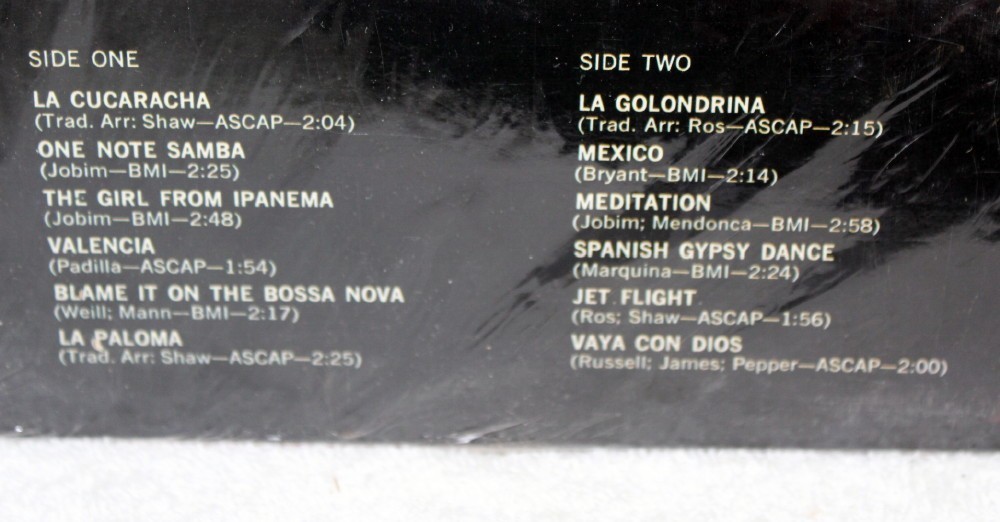 SIDE ONE
LA CUCARACHA
(Trad. Arr: Shaw—ASCAP—2:04)
ONE NOTE SAMBA
(Jobim—BMI—2:25)
THE GIRL FROM IPANEMA
(Jobim—BMI—2:48)
VALENCIA
(Padilla—ASCAP—1:54)
BLAME IT ON THE BOSSA NOVA
(Weill; Mann—BMI—2:17)
LA PALOMA
(Trad. Arr: Shaw—ASCAP—2:25)
SIDE TWO
LA GOLONDRINA
(Trad. Arr: Ros—ASCAP—2:15)
MEXICO
(Bryant—BMI—2:14)
MEDITATION
(Jobim; Mendonca—BMI—2:58)
SPANISH GYPSY DANCE
(Marquina—BMI—2:24)
JET FLIGHT
(Ros; Shaw—ASCAP—1:56)
VAYA CON DIOS
(Russell; James; Pepper—ASCAP—2:00)